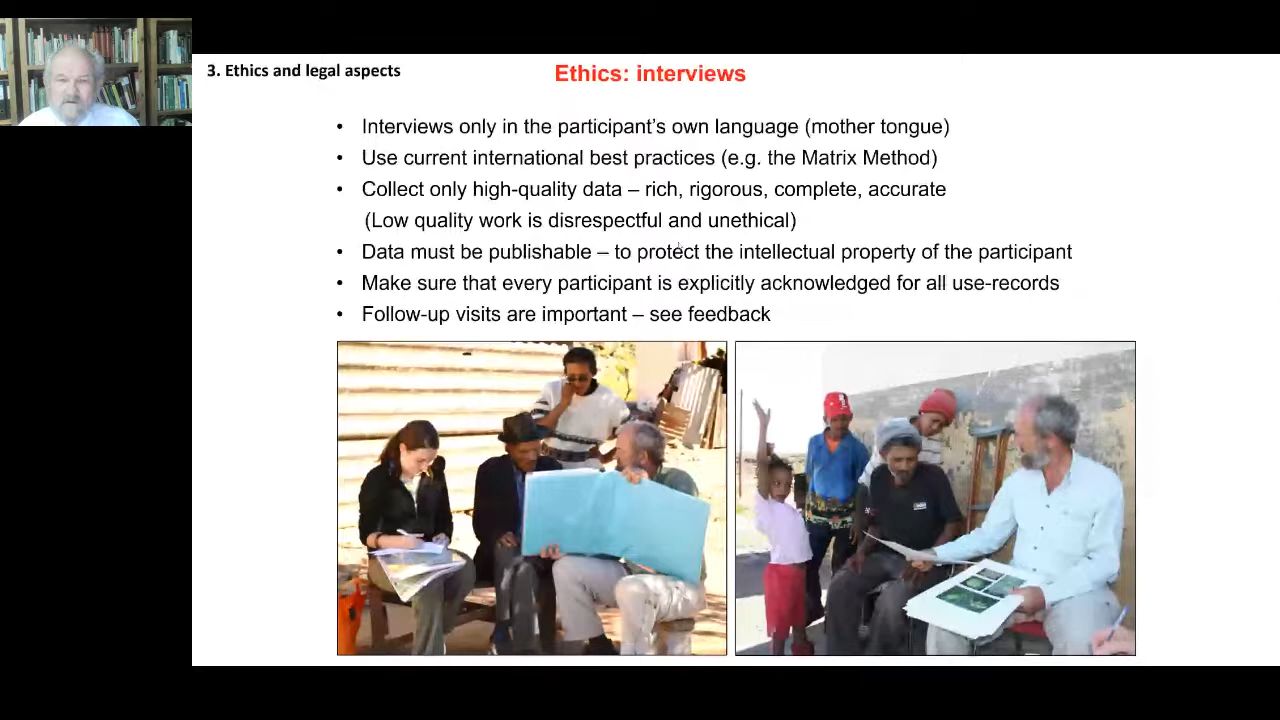 3. Ethics and legal aspects
Ethics: interviews
• Interviews only in the participant's own language (mother tongue)
• Use current international best practices (e.g. the Matrix Method)
• Collect only high-quality data – rich, rigorous, complete, accurate
(Low quality work is disrespectful and unethical)
• Data must be publishable – to protect the intellectual property of the participant
• Make sure that every participant is explicitly acknowledged for all use-records
• Follow-up visits are important – see feedback